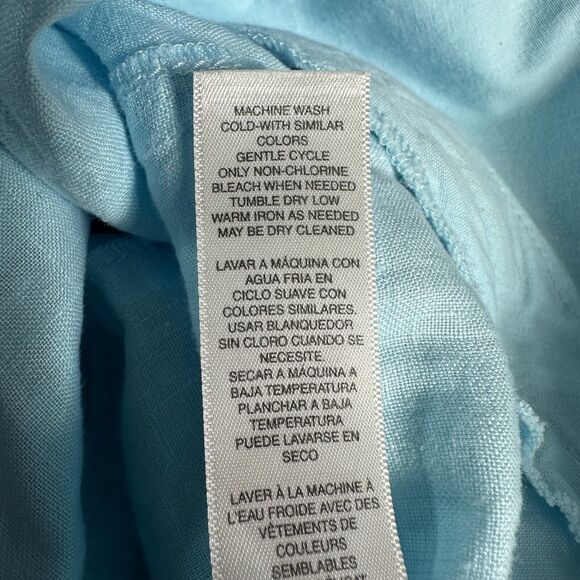 MACHINE WASH
COLD-WITH SIMILAR
COLORS
GENTLE CYCLE
ONLY NON-CHLORINE
BLEACH WHEN NEEDED
TUMBLE DRY LOW
WARM IRON AS NEEDED
MAY BE DRY CLEANED
LAVAR A MÁQUINA CON
AGUA FRIA EN
CICLO SUAVE CON
COLORES SIMILARES.
USAR BLANQUEDOR
SIN CLORO CUANDO SE
NECESITE.
SECAR A MÁQUINA A
BAJA TEMPERATURA
PLANCHAR A BAJA
TEMPERATURA
PUEDE LAVARSE EN
SECO
LAVER À LA MACHINE À
L'EAU FROIDE AVEC DES
VÊTEMENTS DE
COULEURS
SEMBLABLES